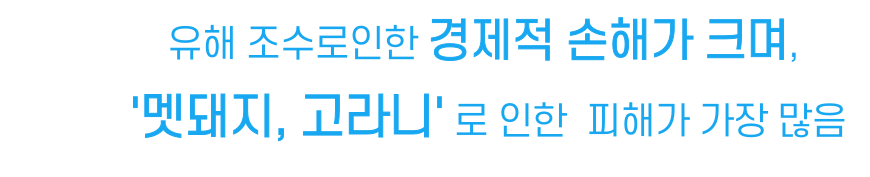 유해 조수로인한 경제적 손해가 크며,
'멧돼지, 고라니' 로 인한 피해가 가장 많음